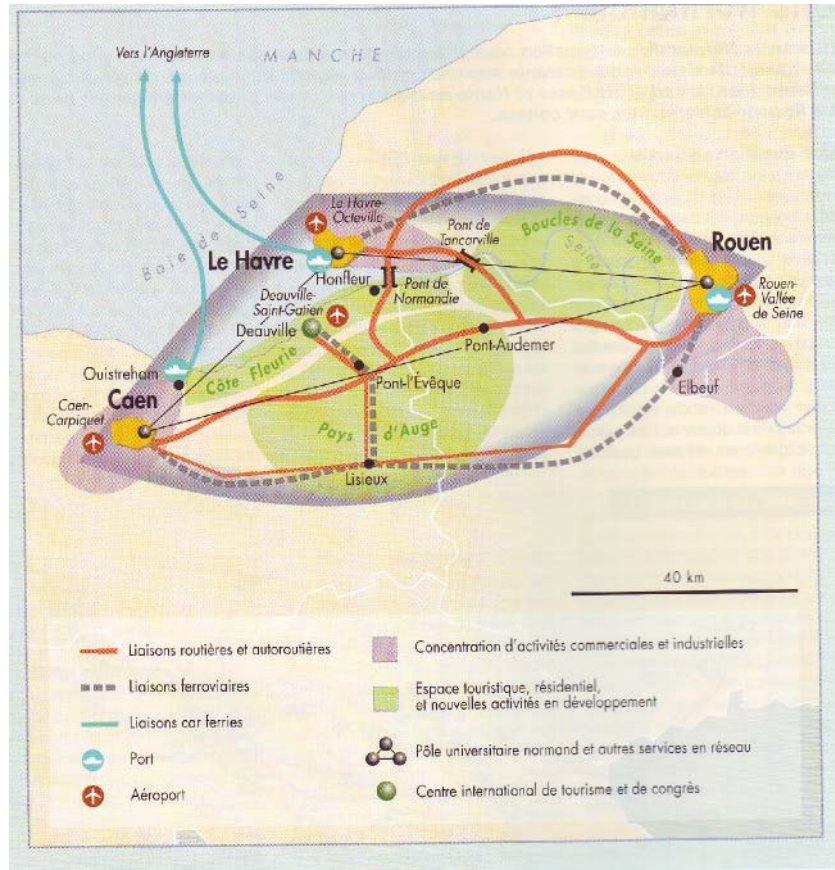 Vers l'Angleterre
MANCHE
Baie de Seine
Le Havre-
Octeville
Pont de
Tancarville
Boucles de la Seine
Seine
Rouen
Le Havre
Honfleur
Pont de
Normandie
Rouen-
Vallée
de Seine
Deauville-
Saint-Gatien
Deauville
Pont-Audemer
Ouistreham
Côte Fleurie
Pont-l'Évêque
Elbeuf
Caen
Caen-
Carpiquet
Pays d'Auge
Lisieux
40 km
Liaisons routières et autoroutières
Liaisons ferroviaires
Liaisons car ferries
Port
Aéroport
Concentration d'activités commerciales et industrielles
Espace touristique, résidentiel,
et nouvelles activités en développement
Pôle universitaire normand et autres services en réseau
Centre international de tourisme et de congrès